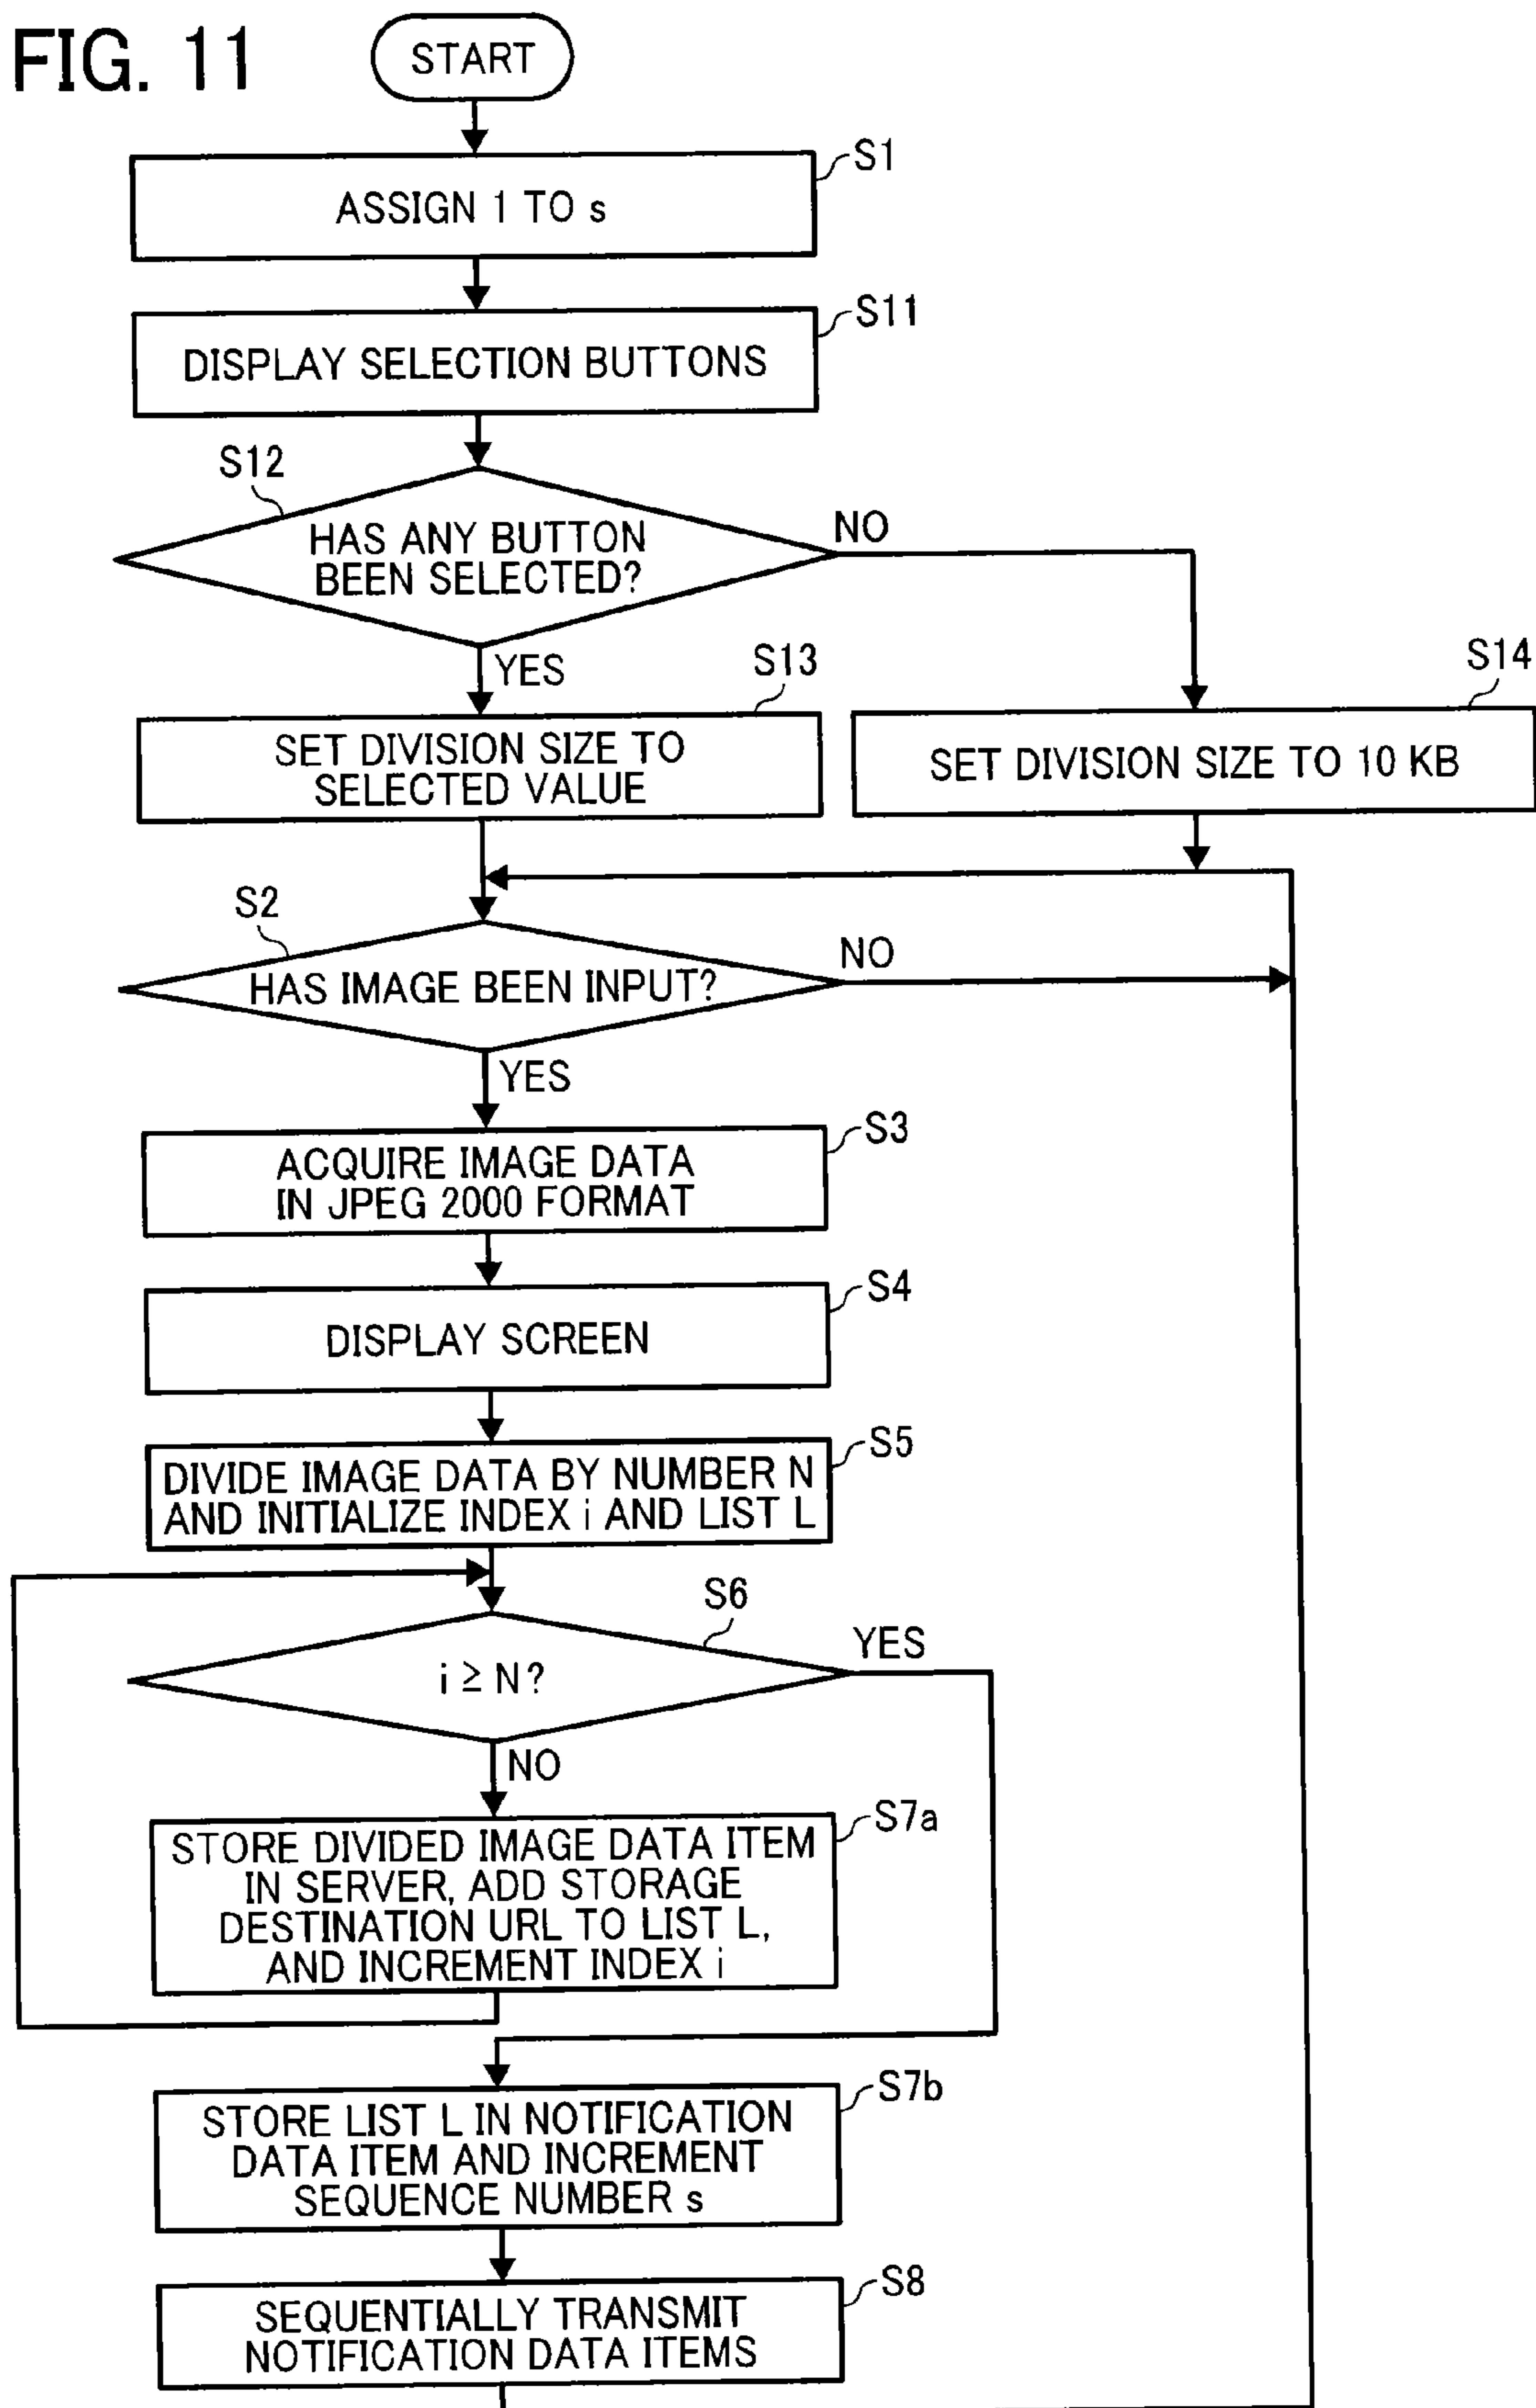 FIG. 11
START
S1
ASSIGN 1 TO s
S11
DISPLAY SELECTION BUTTONS
S12
HAS ANY BUTTON
BEEN SELECTED?
NO
YES
S13
SET DIVISION SIZE TO
SELECTED VALUE
S14
SET DIVISION SIZE TO 10 KB
S2
HAS IMAGE BEEN INPUT?
NO
YES
S3
ACQUIRE IMAGE DATA
IN JPEG 2000 FORMAT
S4
DISPLAY SCREEN
S5
DIVIDE IMAGE DATA BY NUMBER N
AND INITIALIZE INDEX i AND LIST L
S6
i ≥ N?
YES
NO
S7a
STORE DIVIDED IMAGE DATA ITEM
IN SERVER, ADD STORAGE
DESTINATION URL TO LIST L,
AND INCREMENT INDEX i
S7b
STORE LIST L IN NOTIFICATION
DATA ITEM AND INCREMENT
SEQUENCE NUMBER s
S8
SEQUENTIALLY TRANSMIT
NOTIFICATION DATA ITEMS